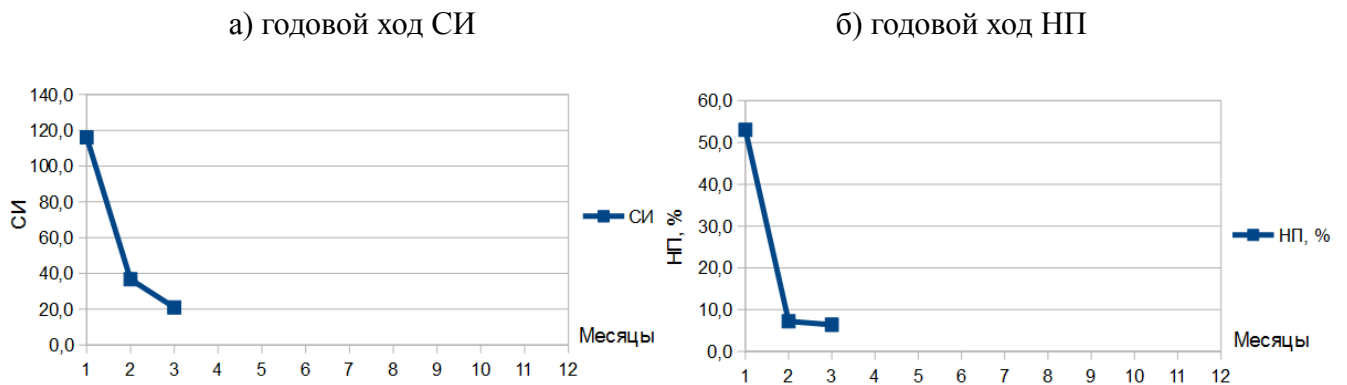 а) годовой ход СИ
140,0
120,0
100,0
80,0
60,0
40,0
20,0
0,0
СИ
1 2 3 4 5 6 7 8 9 10 11 12
Месяцы
СИ
б) годовой ход НП
60,0
50,0
40,0
30,0
20,0
10,0
0,0
НП, %
1 2 3 4 5 6 7 8 9 10 11 12
Месяцы
НП, %